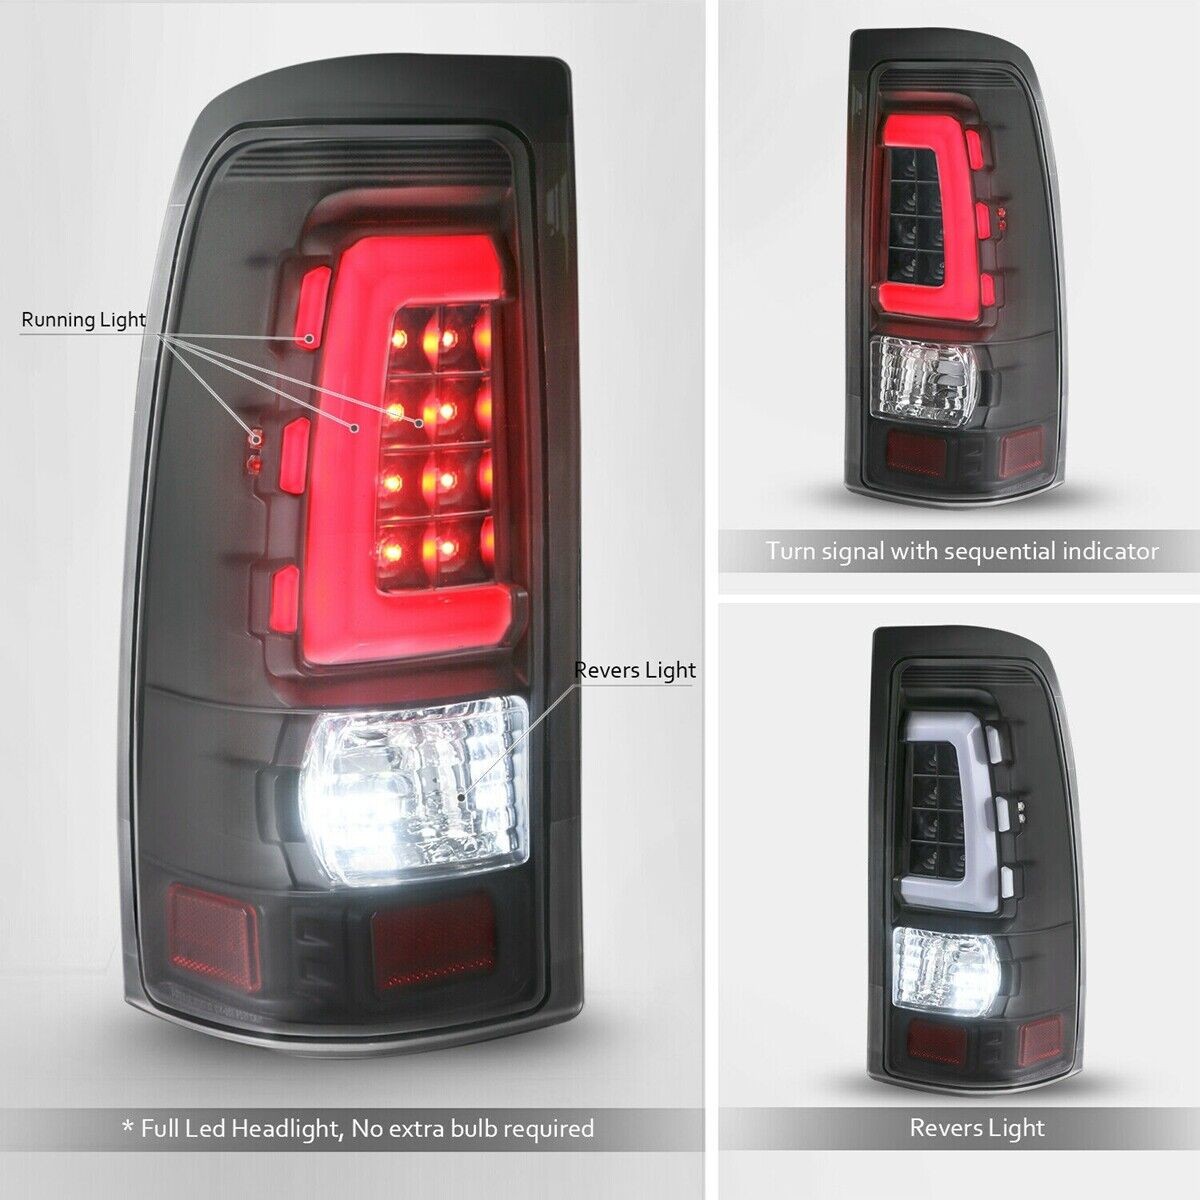 Running Light
Revers Light
* Full Led Headlight, No extra bulb required
Turn signal with sequential indicator
Revers Light